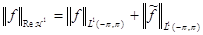 ‖f‖_{Re ℋ¹} = ‖f‖_{L¹(-π,π)} + ‖f̃‖_{L¹(-π,π)}